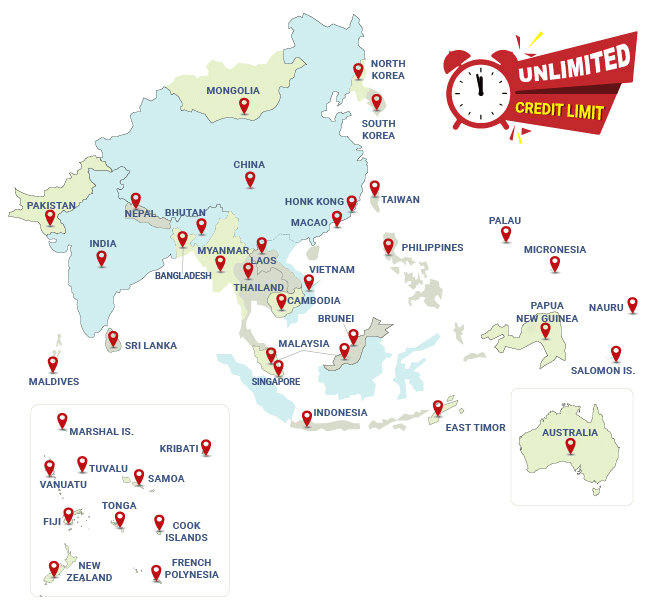 UNLIMITED
CREDIT LIMIT
NORTH
KOREA
MONGOLIA
SOUTH
KOREA
CHINA
HONK KONG
TAIWAN
PAKISTAN
NEPAL
BHUTAN
MACAO
PALAU
INDIA
MYANMAR
LAOS
PHILIPPINES
MICRONESIA
BANGLADESH
VIETNAM
THAILAND
CAMBODIA
BRUNEI
PAPUA
NEW GUINEA
NAURU
SRI LANKA
MALAYSIA
SALOMON IS.
MALDIVES
SINGAPORE
INDONESIA
EAST TIMOR
MARSHAL IS.
KRIBATI
AUSTRALIA
TUVALU
VANUATU
SAMOA
TONGA
FIJI
COOK
ISLANDS
NEW
ZEALAND
FRENCH
POLYNESIA